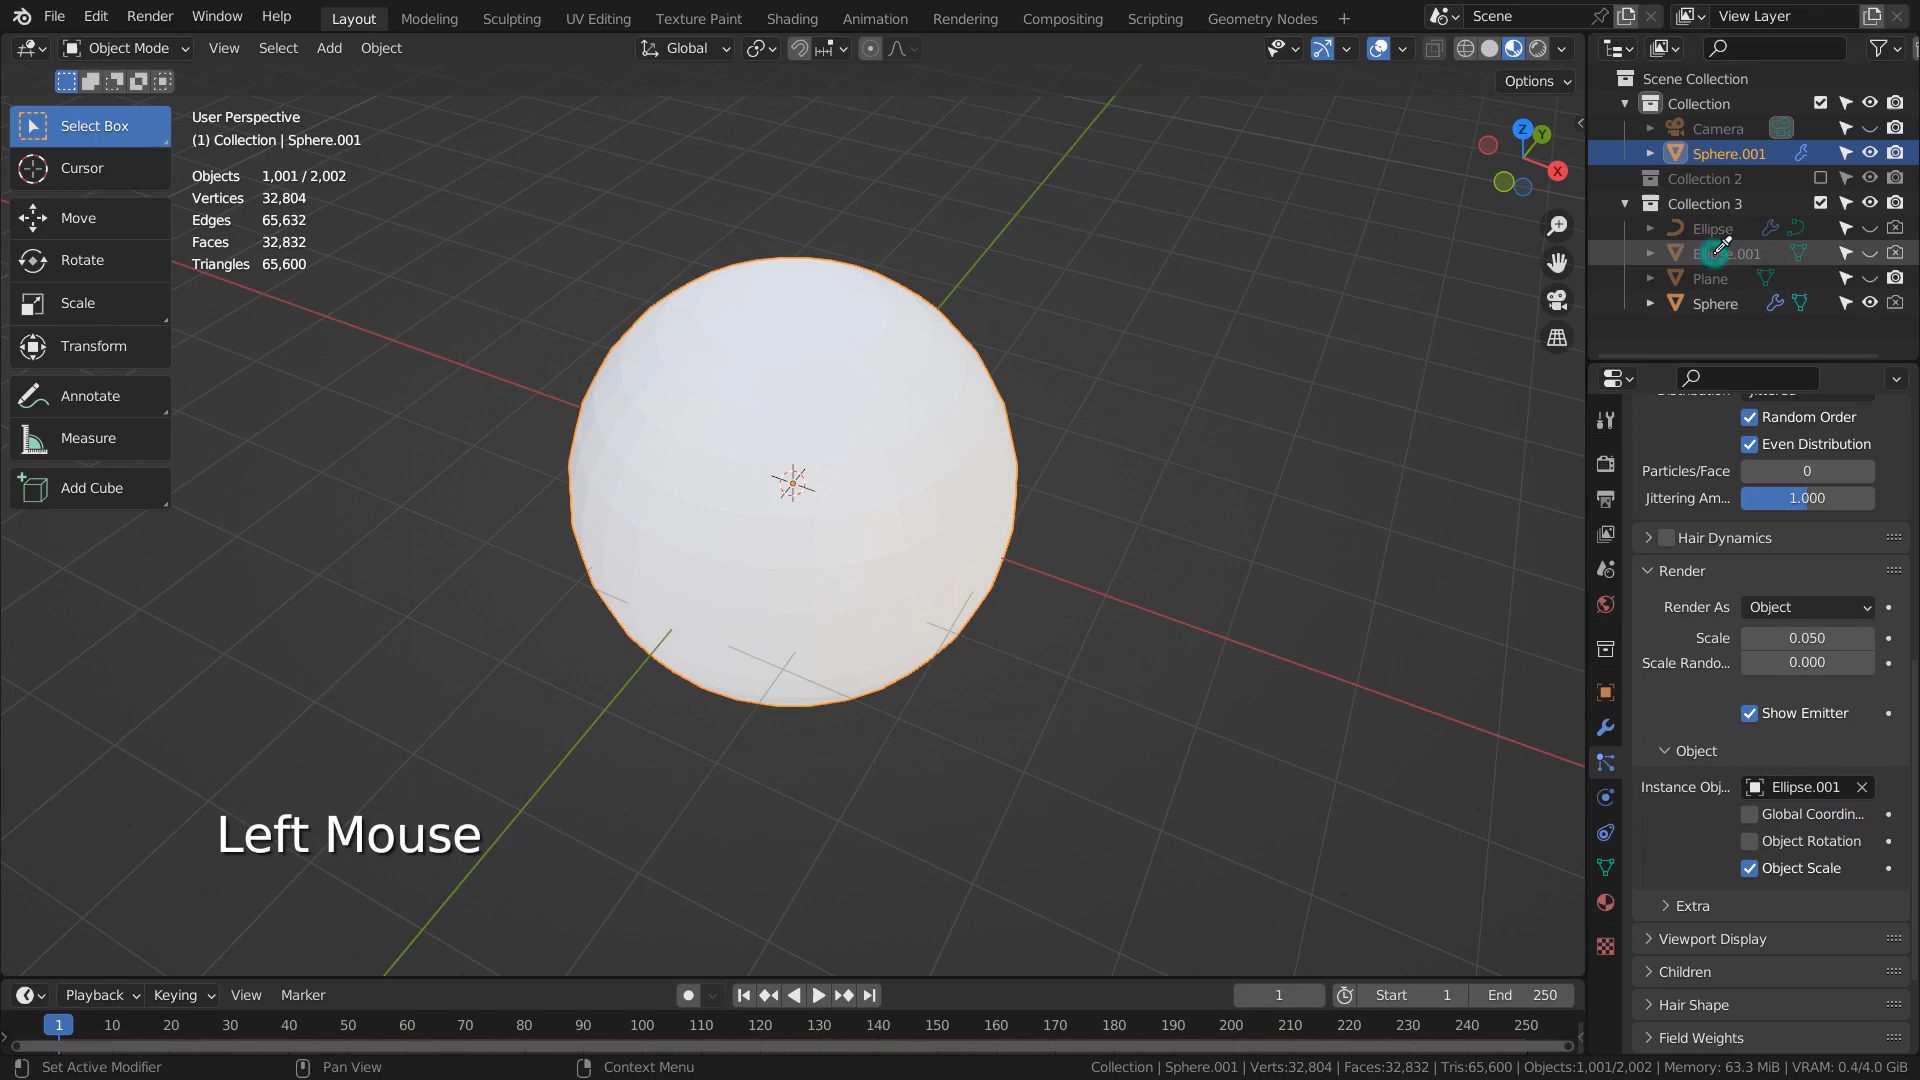 File Edit Render Window Help Layout Modeling Sculpting UV Editing Texture Paint Shading Animation Rendering Compositing Scripting Geometry Nodes Scene View Layer
Object Mode View Select Add Object Global
Options
Select Box
Cursor
Move
Rotate
Scale
Transform
Annotate
Measure
Add Cube
User Perspective
(1) Collection | Sphere.001
Objects 1,001 / 2,002
Vertices 32,804
Edges 65,632
Faces 32,832
Triangles 65,600
Z Y X
Left Mouse
Scene Collection
Collection
Camera
Sphere.001
Collection 2
Collection 3
Ellipse
.001
Plane
Sphere
Random Order
Even Distribution
Particles/Face 0
Jittering Am... 1.000
Hair Dynamics
Render
Render As Object
Scale 0.050
Scale Rando... 0.000
Show Emitter
Object
Instance Obj... Ellipse.001
Global Coordin...
Object Rotation
Object Scale
Extra
Viewport Display
Children
Hair Shape
Field Weights
Playback Keying View Marker 1 Start 1 End 250
1 10 20 30 40 50 60 70 80 90 100 110 120 130 140 150 160 170 180 190 200 210 220 230 240 250
Set Active Modifier Pan View Context Menu Collection | Sphere.001 | Verts:32,804 | Faces:32,832 | Tris:65,600 | Objects:1,001/2,002 | Memory: 63.3 MiB | VRAM: 0.4/4.0 GiB